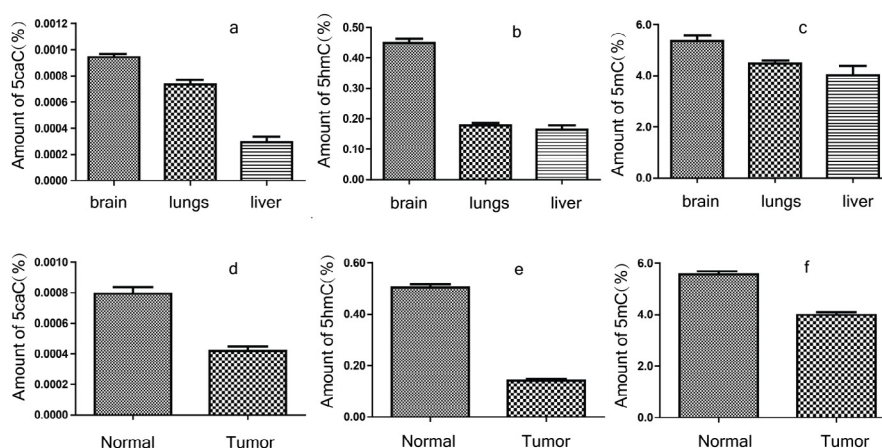 a
Amount of 5caC(%)
0.0012
0.0010
0.0008
0.0006
0.0004
0.0002
0.0000
brain lungs liver
b
Amount of 5hmC(%)
0.50
0.40
0.30
0.20
0.10
0.00
brain lungs liver
c
Amount of 5mC(%)
6.0
4.0
2.0
0.0
brain lungs liver
d
Amount of 5caC(%)
0.0010
0.0008
0.0006
0.0004
0.0002
0.0000
Normal Tumor
e
Amount of 5hmC(%)
0.60
0.40
0.20
0.00
Normal Tumor
f
Amount of 5mC(%)
6.0
4.0
2.0
0.0
Normal Tumor